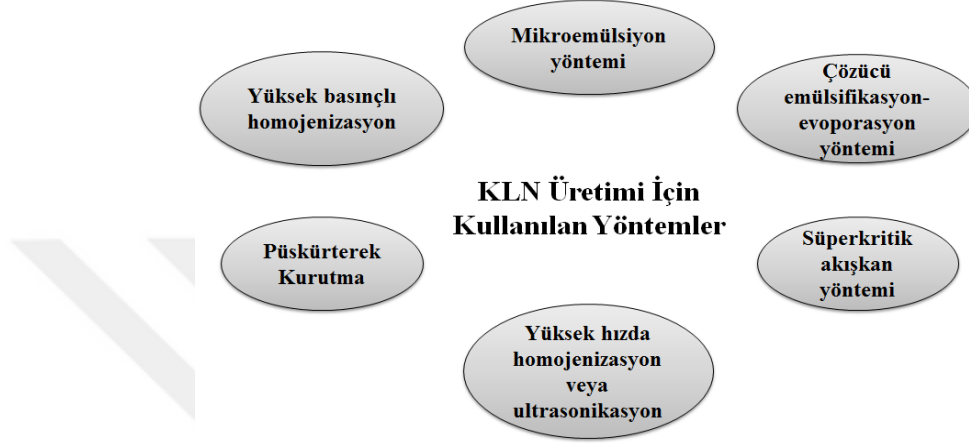 Mikroemülsiyon
yöntemi
Yüksek basınçlı
homojenizasyon
Çözücü
emülsifikasyon-
evoporasyon
yöntemi
KLN Üretimi İçin
Kullanılan Yöntemler
Püskürterek
Kurutma
Süperkritik
akışkan
yöntemi
Yüksek hızda
homojenizasyon
veya
ultrasonikasyon